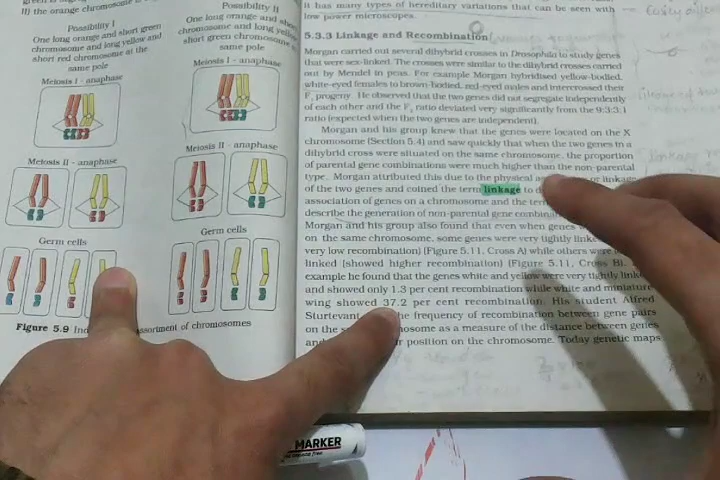 II) the orange chromosome is
Possibility I
One long orange and short green
chromosome and long yellow and
short red chromosome at the
same pole
Meiosis I - anaphase
Meiosis II - anaphase
Germ cells
Possibility II
One long orange and
chromosome and long yellow
short green chromosome
same pole
Meiosis I - anaphase
Meiosis II - anaphase
Germ cells
Figure 5.9
assortment of chromosomes
it has many types of hereditary variations that can be seen with
low power microscopes.
5.3.3 Linkage and Recombination
Morgan carried out several dihybrid crosses in Drosophila to study genes
that were sex-linked. The crosses were similar to the dihybrid crosses carried
out by Mendel in peas. For example Morgan hybridised yellow-bodied,
white-eyed females to brown-bodied, red-eyed males and intercrossed their
F1 progeny. He observed that the two genes did not segregate independently
of each other and the F2 ratio deviated very significantly from the 9:3:3:1
ratio (expected when the two genes are independent).
Morgan and his group knew that the genes were located on the X
chromosome (Section 5.4) and saw quickly that when the two genes in a
dihybrid cross were situated on the same chromosome, the proportion
of parental gene combinations were much higher than the non-parental
type. Morgan attributed this due to the physical or linkage
of the two genes and coined the term linkage to
association of genes on a chromosome and the
describe the generation of non-parental gene
Morgan and his group also found that even when genes
on the same chromosome, some genes were very tightly
very low recombination) (Figure 5.11, Cross A) while others were
linked (showed higher recombination) (Figure 5.11, Cross B).
example he found that the genes white and yellow were very tightly
and showed only 1.3 per cent recombination while white and miniature
wing showed 37.2 per cent recombination. His student Alfred
Sturtevant the frequency of recombination between gene pairs
on the as a measure of the distance between genes
position on the chromosome. Today genetic maps
MARKER